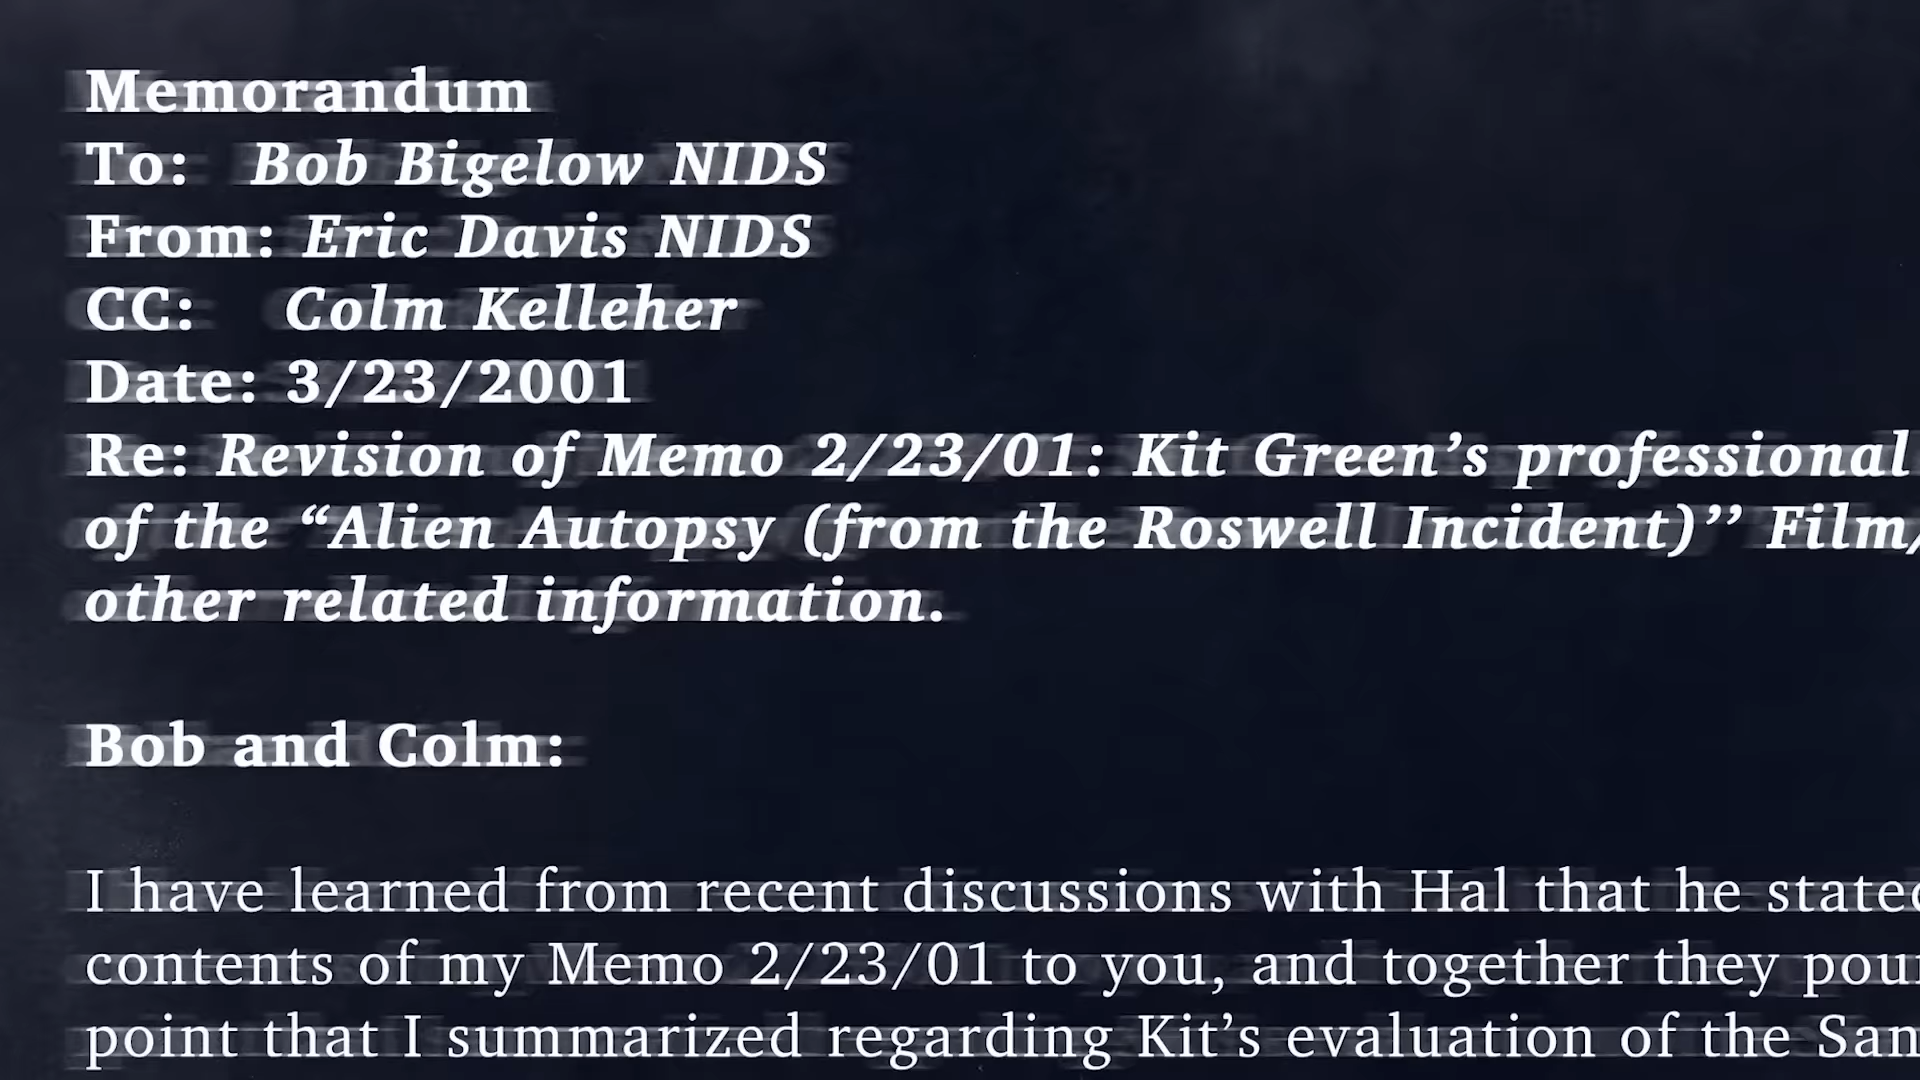 Memorandum
To: Bob Bigelow NIDS
From: Eric Davis NIDS
CC: Colm Kelleher
Date: 3/23/2001
Re: Revision of Memo 2/23/01: Kit Green’s professional
of the “Alien Autopsy (from the Roswell Incident)’’ Film/
other related information.
Bob and Colm:
I have learned from recent discussions with Hal that he stated
contents of my Memo 2/23/01 to you, and together they
point that I summarized regarding Kit’s evaluation of the